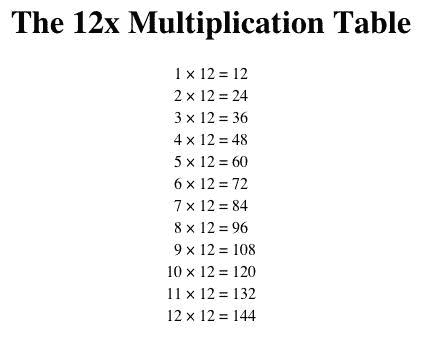 The 12x Multiplication Table
1 × 12 = 12
2 × 12 = 24
3 × 12 = 36
4 × 12 = 48
5 × 12 = 60
6 × 12 = 72
7 × 12 = 84
8 × 12 = 96
9 × 12 = 108
10 × 12 = 120
11 × 12 = 132
12 × 12 = 144